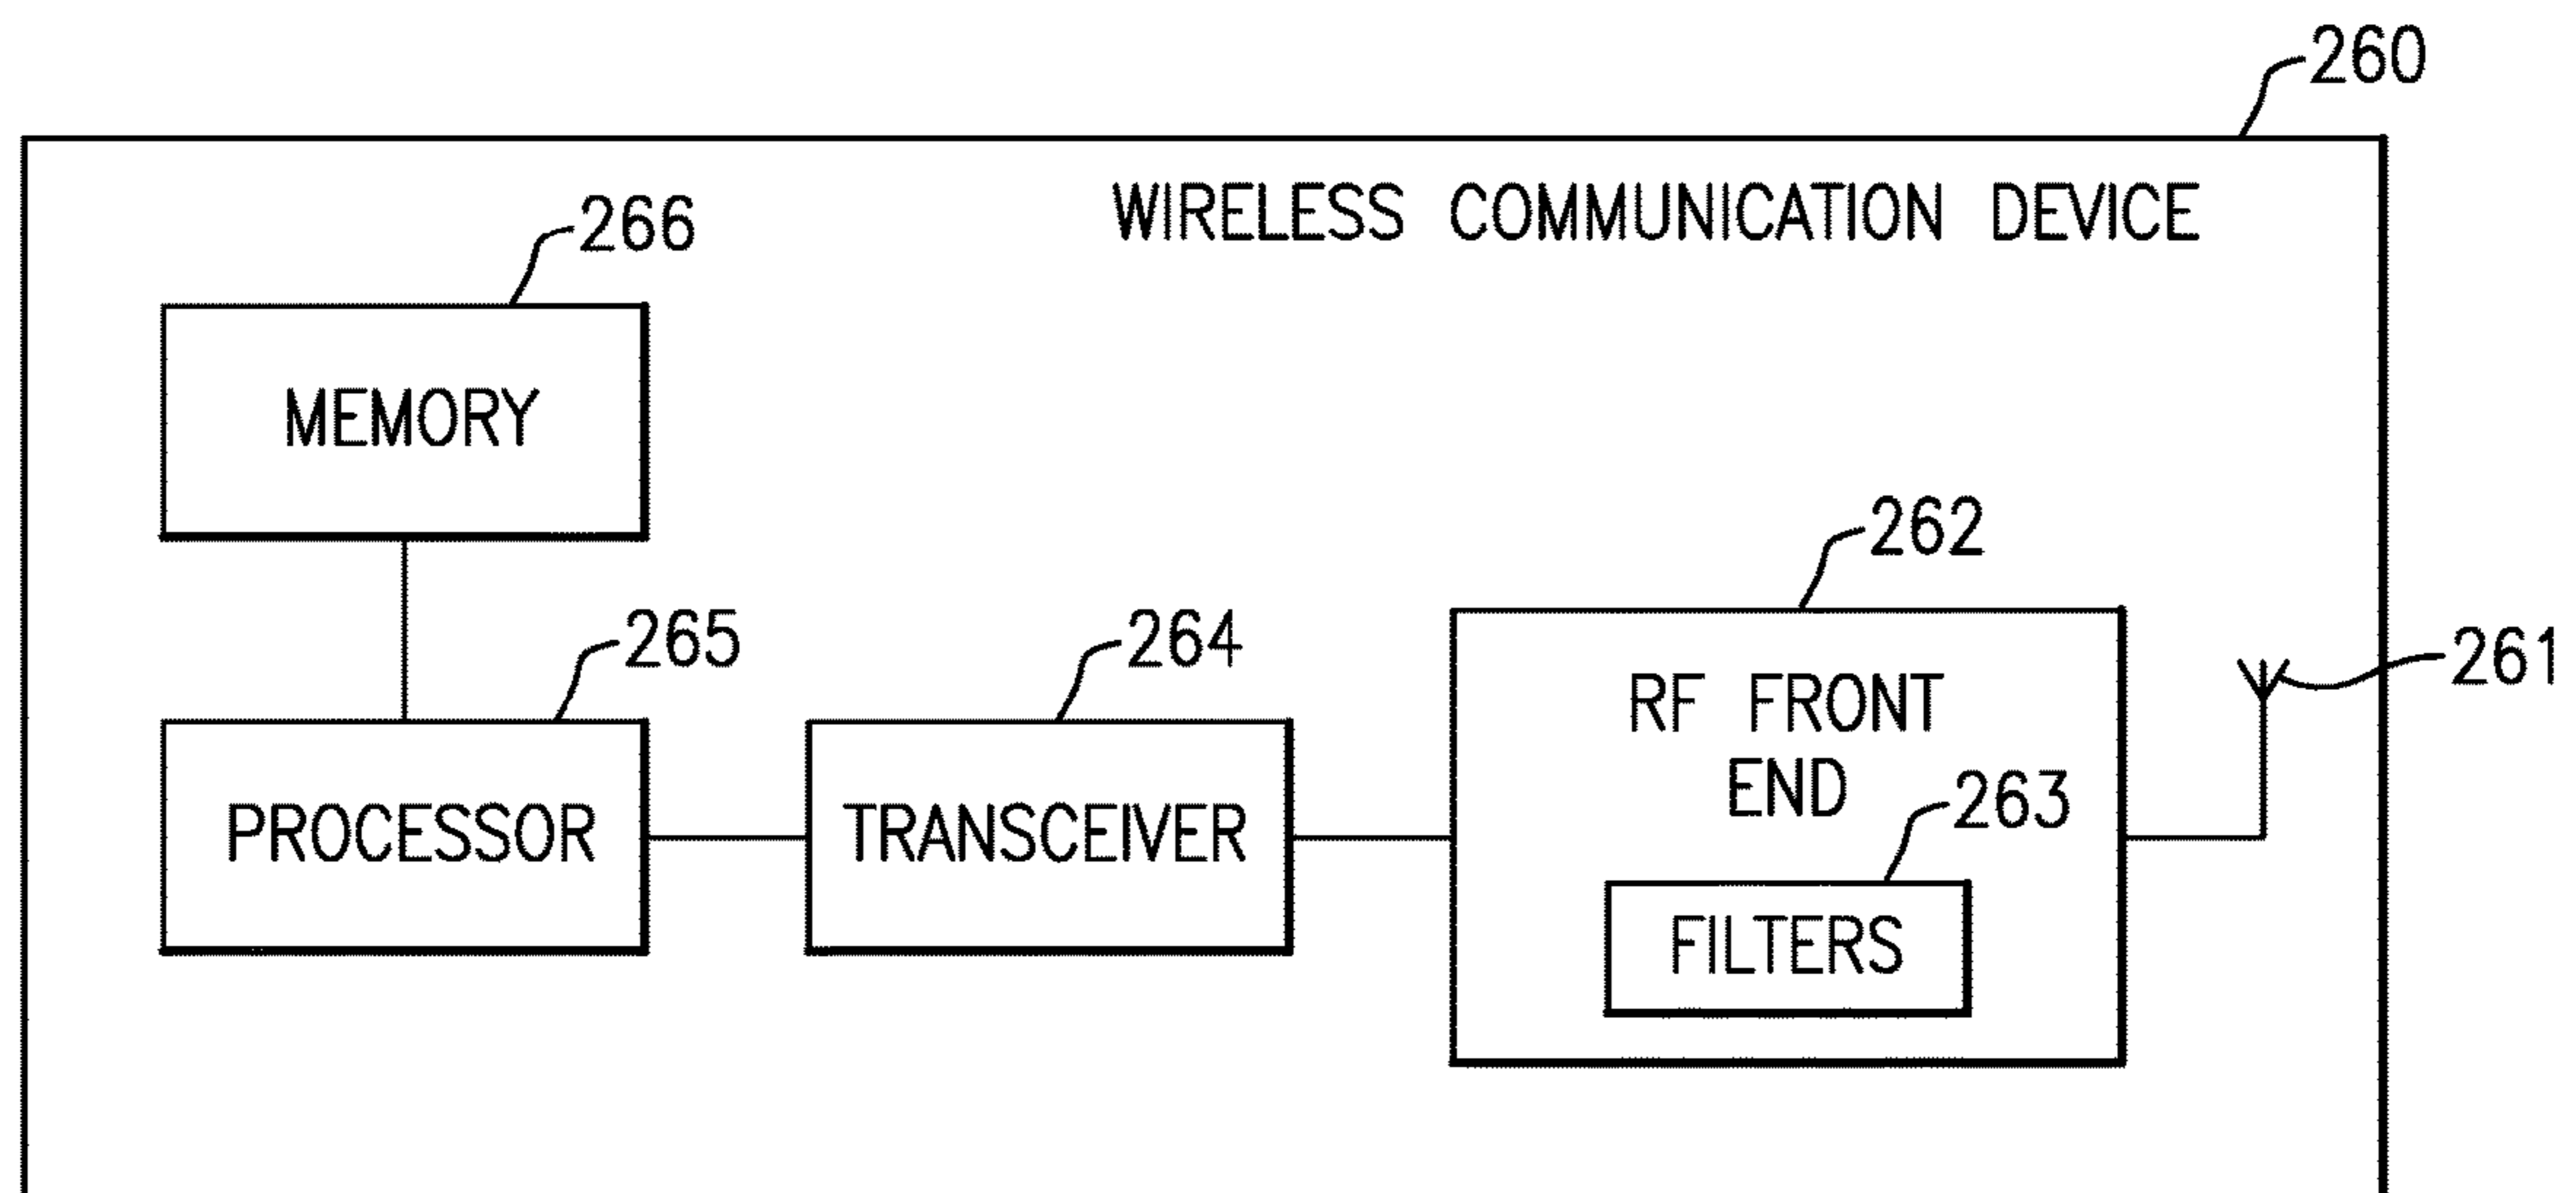 260
WIRELESS COMMUNICATION DEVICE
266
MEMORY
262
265
264
261
RF FRONT
END
263
PROCESSOR
TRANSCEIVER
FILTERS